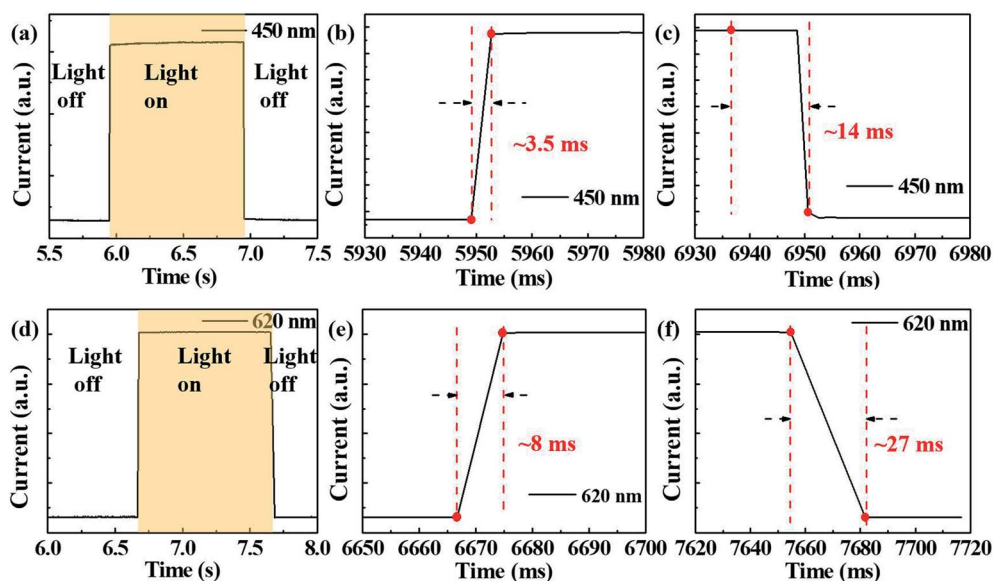 (a)
450 nm
Light off
Light on
Light off
Current (a.u.)
5.5 6.0 6.5 7.0 7.5
Time (s)
(b)
~3.5 ms
450 nm
Current (a.u.)
5930 5940 5950 5960 5970 5980
Time (ms)
(c)
~14 ms
450 nm
Current (a.u.)
6930 6940 6950 6960 6970 6980
Time (ms)
(d)
620 nm
Light off
Light on
Light off
Current (a.u.)
6.0 6.5 7.0 7.5 8.0
Time (s)
(e)
~8 ms
620 nm
Current (a.u.)
6650 6660 6670 6680 6690 6700
Time (ms)
(f)
620 nm
~27 ms
Current (a.u.)
7620 7640 7660 7680 7700 7720
Time (ms)